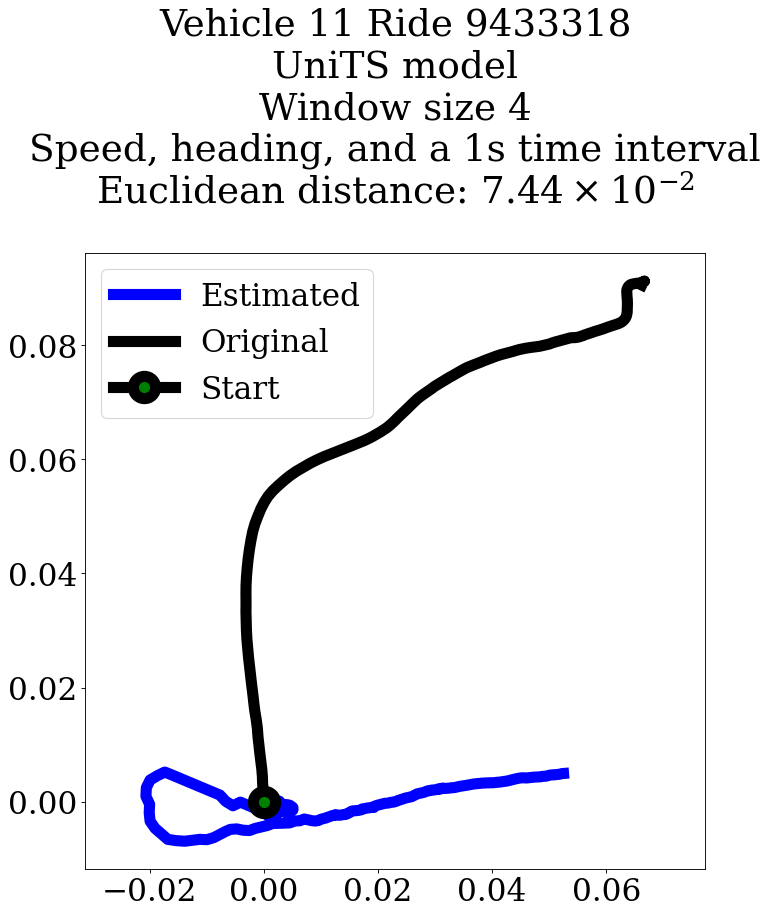 Vehicle 11 Ride 9433318
UniTS model
Window size 4
Speed, heading, and a 1s time interval
Euclidean distance: 7.44 × 10⁻²
Estimated
Original
Start
0.08
0.06
0.04
0.02
0.00
−0.02 0.00 0.02 0.04 0.06